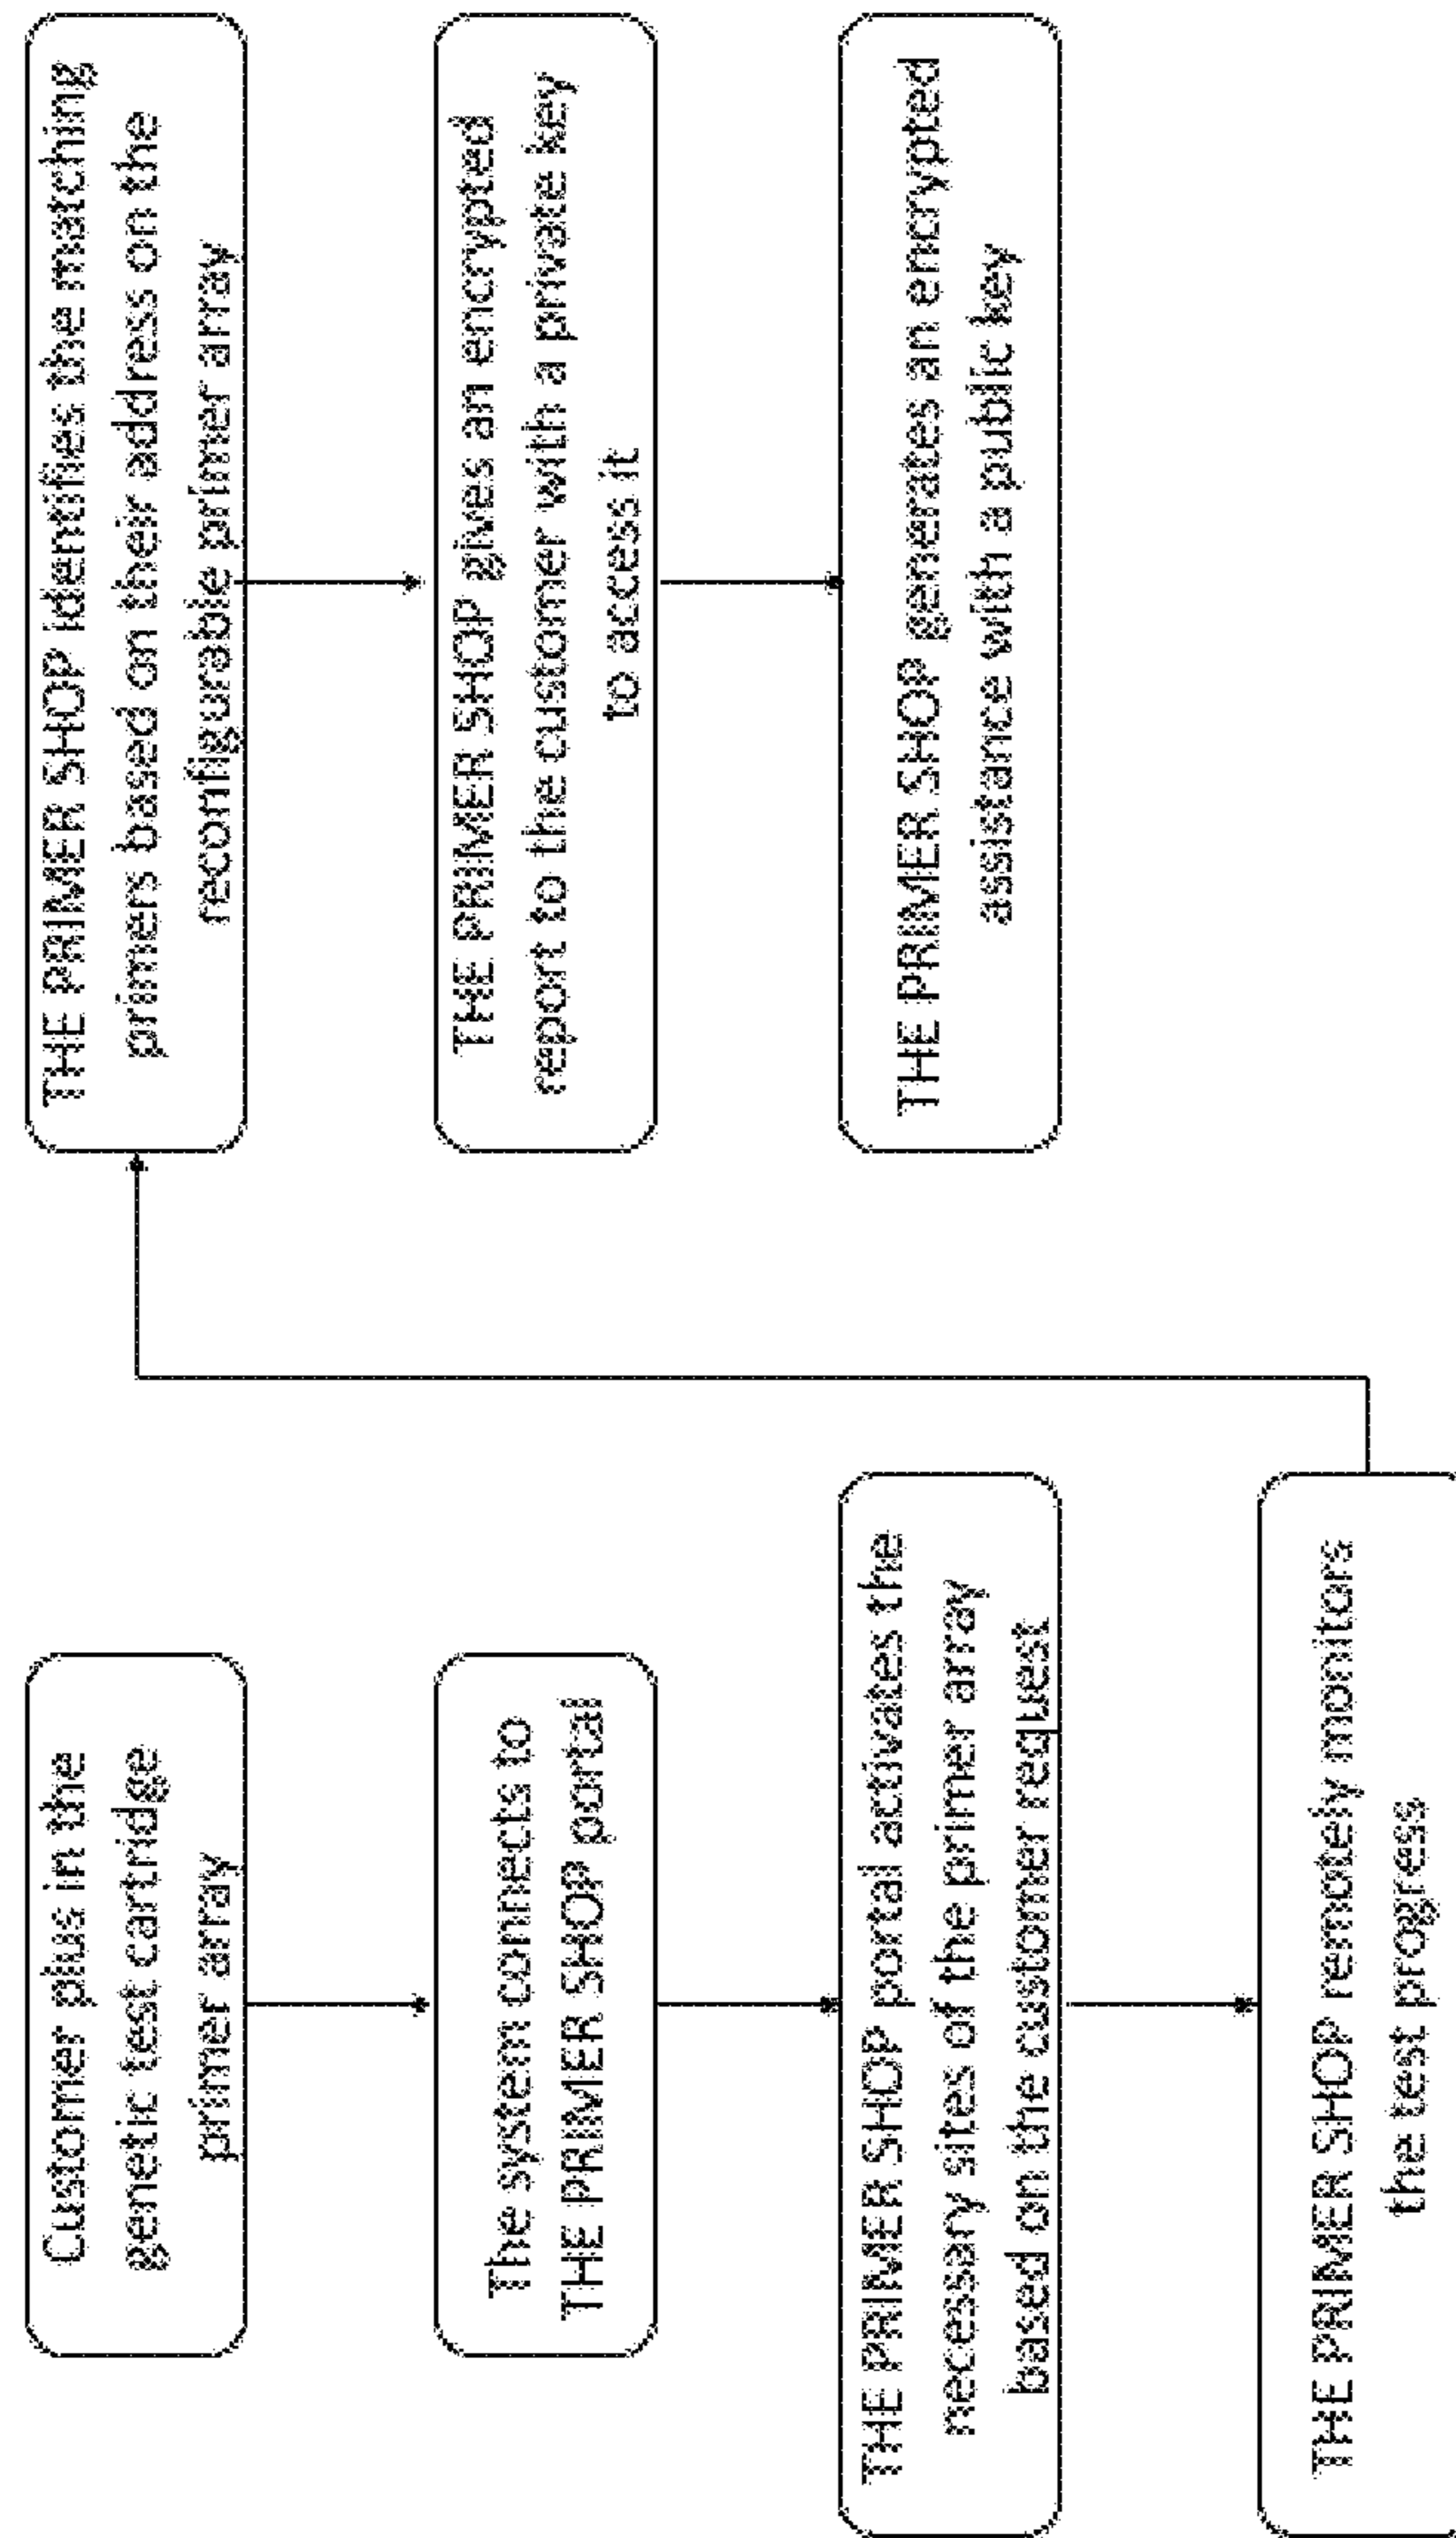 Customer plus in the
genetic test cartridge
primer array
The system connects to
THE PRIMER SHOP portal
THE PRIMER SHOP portal activates the
necessary sites of the primer array
based on the customer request
THE PRIMER SHOP remotely monitors
the test progress
THE PRIMER SHOP identifies the matching
primers based on their address on the
reconfigurable primer array
THE PRIMER SHOP gives an encrypted
report to the customer with a private key
to access it
THE PRIMER SHOP generates an encrypted
assistance with a public key